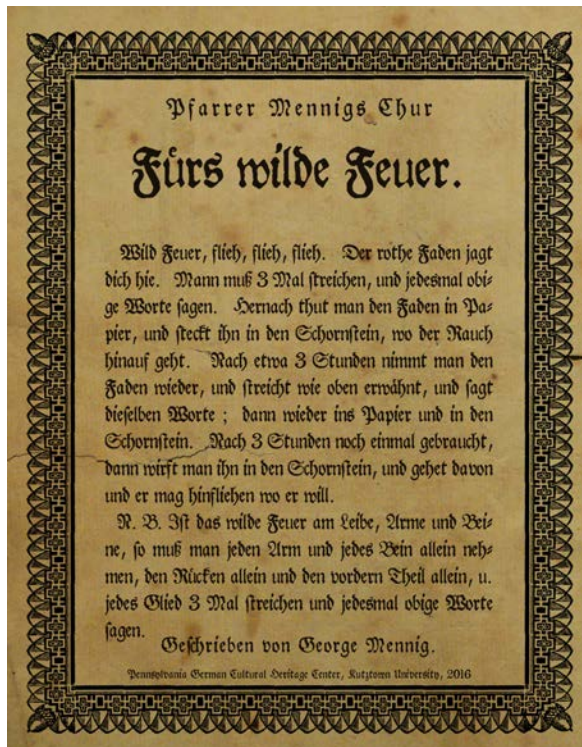 Pfarrer Mennigs Chur
Fürs wilde Feuer.
Wild Feuer, flieh, flieh, flieh. Der rothe Faden jagt
dich hie. Mann muß 3 Mal streichen, und jedesmal obi-
ge Worte sagen. Hernach thut man den Faden in Pa-
pier, und steckt ihn in den Schornstein, wo der Rauch
hinauf geht. Nach etwa 3 Stunden nimmt man den
Faden wieder, und streicht wie oben erwähnt, und sagt
dieselben Worte ; dann wieder ins Papier und in den
Schornstein. Nach 3 Stunden noch einmal gebraucht,
dann wirft man ihn in den Schornstein, und gehet davon
und er mag hinfliehen wo er will.
N. B. Ist das wilde Feuer am Leibe, Arme und Bei-
ne, so muß man jeden Arm und jedes Bein allein neh-
men, den Rücken allein und den vordern Theil allein, u.
jedes Glied 3 Mal streichen und jedesmal obige Worte
sagen.
Geschrieben von George Mennig.
Pennsylvania German Cultural Heritage Center, Kutztown University, 2016